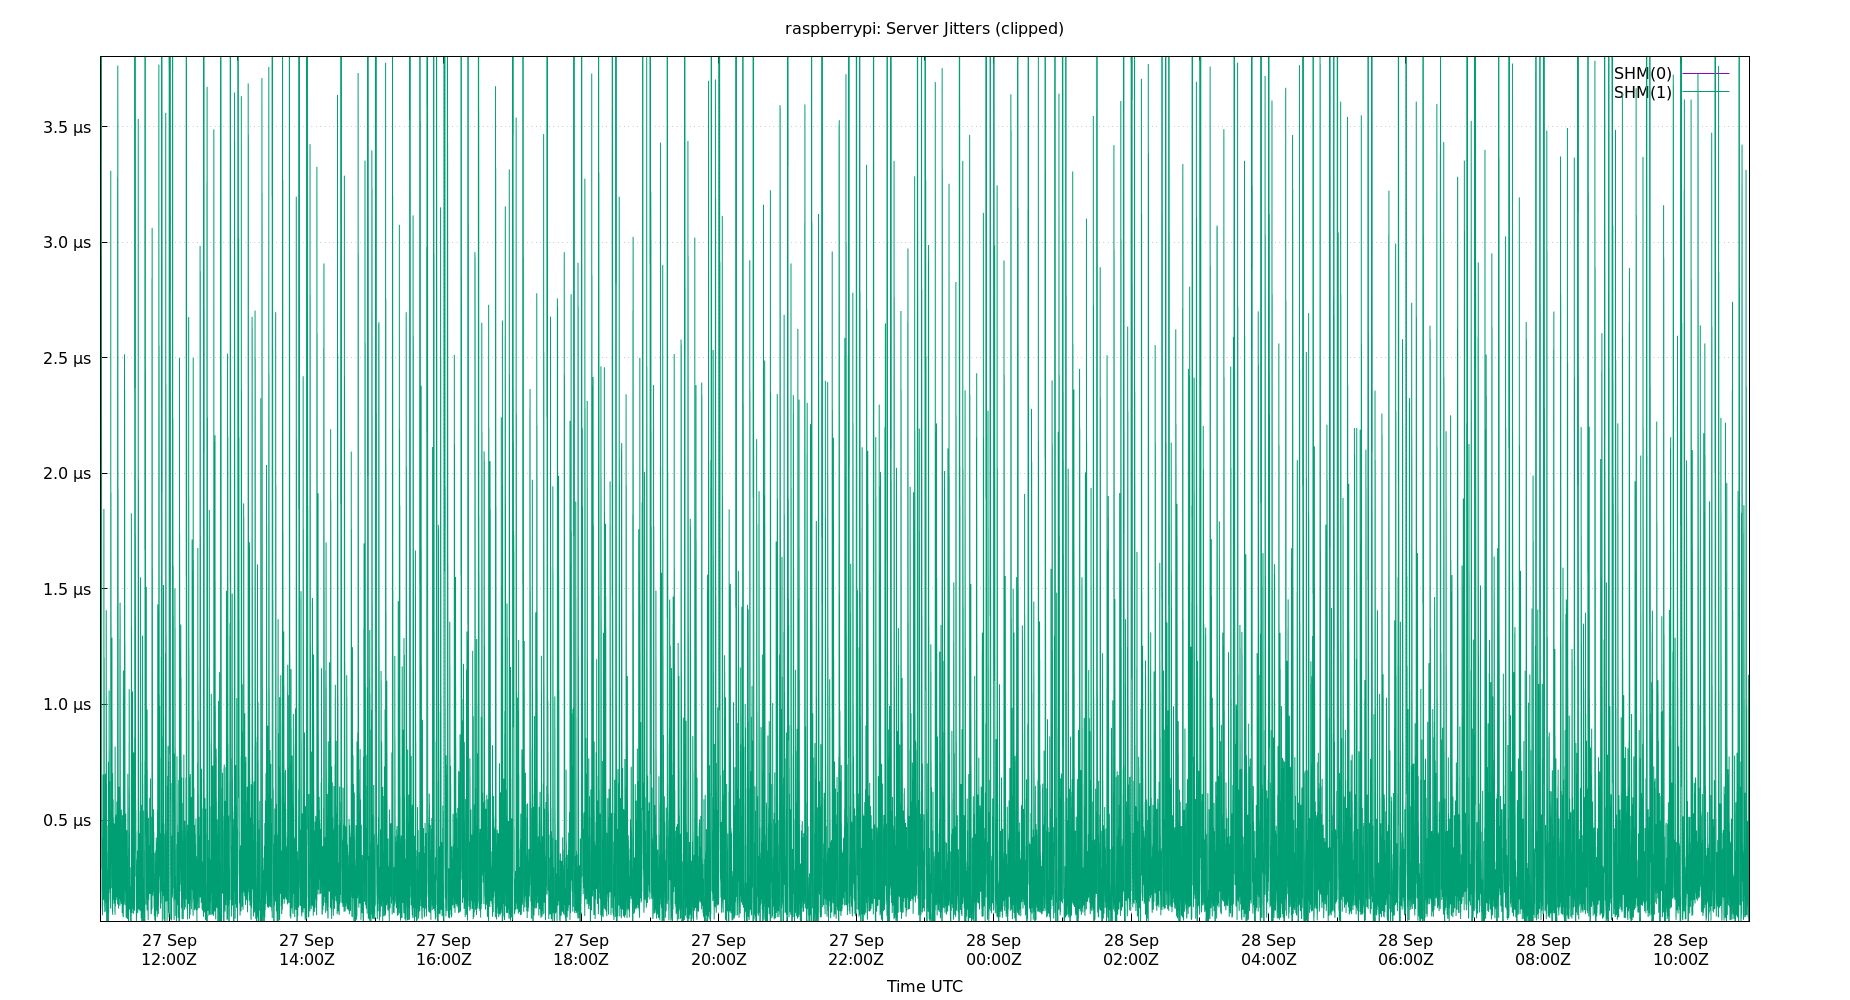 raspberrypi: Server Jitters (clipped)
SHM(0)
SHM(1)
3.5 µs
3.0 µs
2.5 µs
2.0 µs
1.5 µs
1.0 µs
0.5 µs
27 Sep 27 Sep 27 Sep 27 Sep 27 Sep 27 Sep 28 Sep 28 Sep 28 Sep 28 Sep 28 Sep 28 Sep
12:00Z 14:00Z 16:00Z 18:00Z 20:00Z 22:00Z 00:00Z 02:00Z 04:00Z 06:00Z 08:00Z 10:00Z
Time UTC